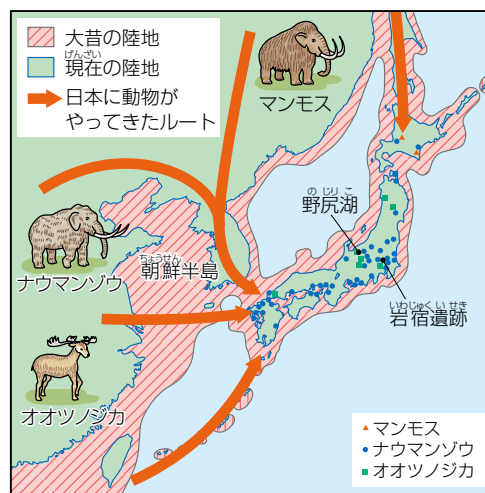 大昔の陸地
げんざい
現在の陸地
日本に動物が
やってきたルート
マンモス
の じり こ
野尻湖
ナウマンゾウ
ちょうせん
朝鮮半島
いわじゅく い せき
岩宿遺跡
オオツノジカ
マンモス
ナウマンゾウ
オオツノジカ